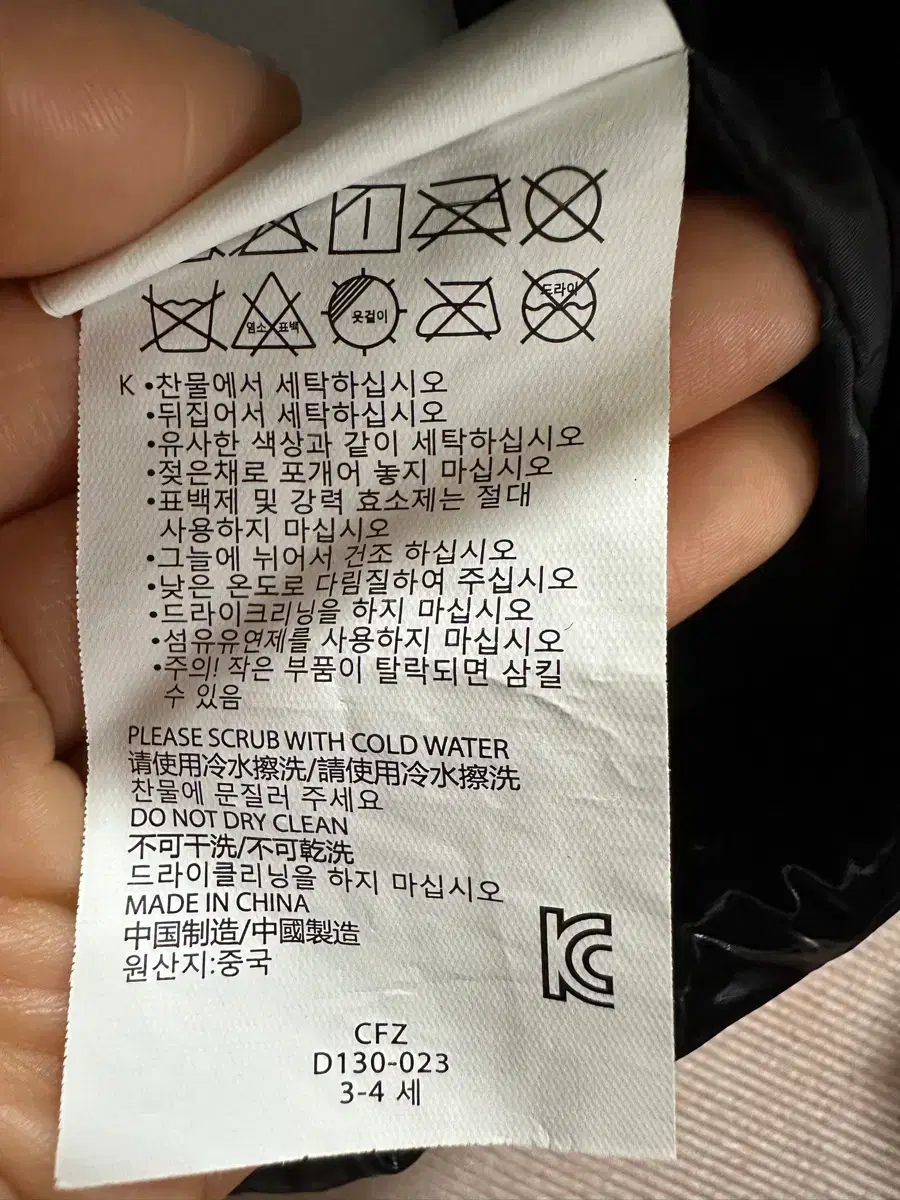 염소 표백
옷걸이
드라이
K •찬물에서 세탁하십시오
•뒤집어서 세탁하십시오
•유사한 색상과 같이 세탁하십시오
•젖은채로 포개어 놓지 마십시오
•표백제 및 강력 효소제는 절대
사용하지 마십시오
•그늘에 뉘어서 건조 하십시오
•낮은 온도로 다림질하여 주십시오
•드라이크리닝을 하지 마십시오
•섬유유연제를 사용하지 마십시오
•주의! 작은 부품이 탈락되면 삼킬
수 있음
PLEASE SCRUB WITH COLD WATER
请使用冷水擦洗/請使用冷水擦洗
찬물에 문질러 주세요
DO NOT DRY CLEAN
不可干洗/不可乾洗
드라이클리닝을 하지 마십시오
MADE IN CHINA
中国制造/中國製造
원산지:중국
KC
CFZ
D130-023
3-4 세